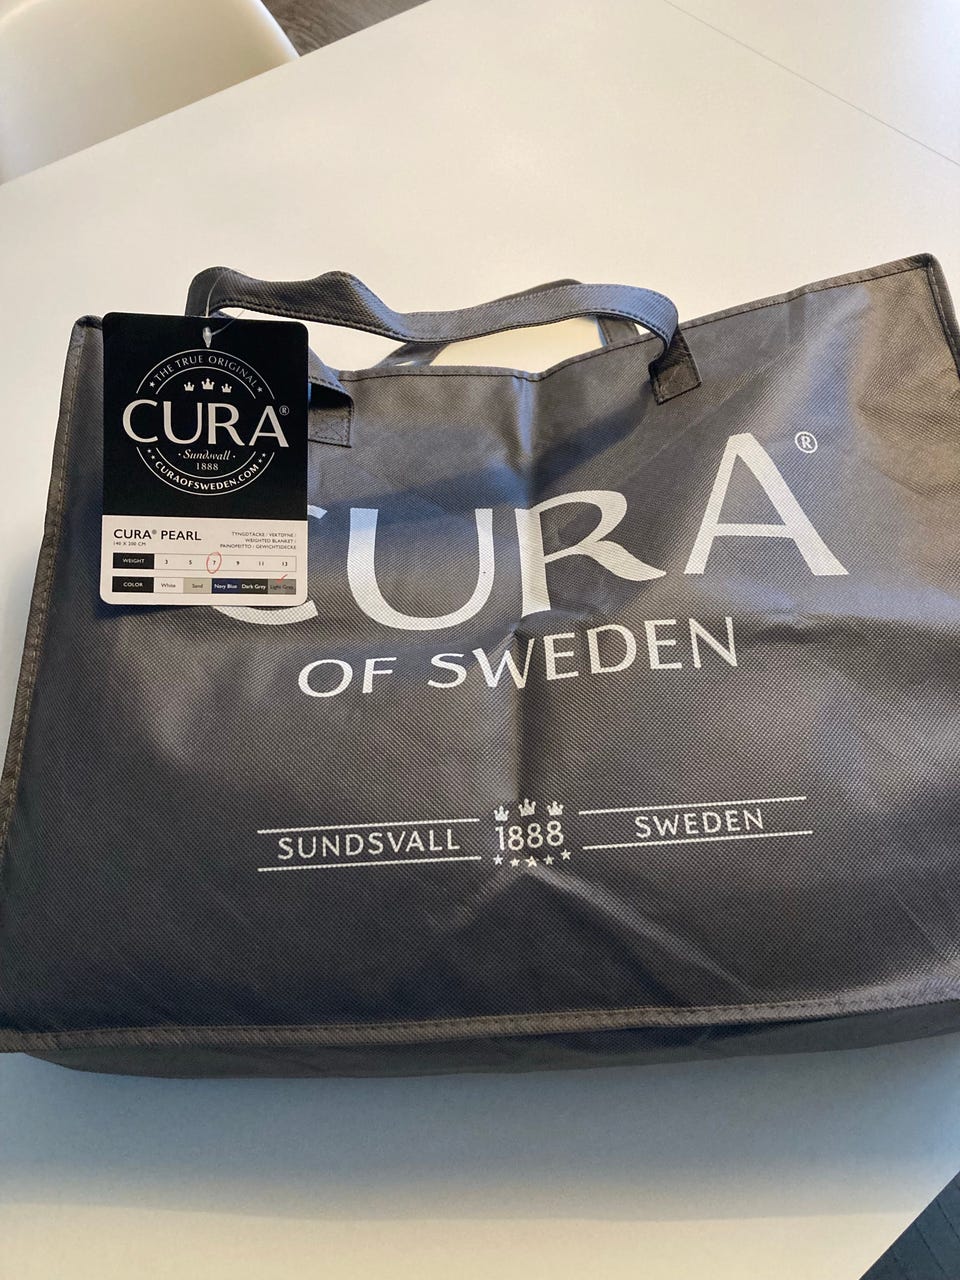 ★ THE TRUE ORIGINAL ★
CURA®
· Sundsvall ·
1888
★★ CURAOFSWEDEN.COM ★★
CURA® PEARL
140 X 200 CM
TYNGDTÄCKE / VEKTDYNE /
WEIGHTED BLANKET /
PAINOPEITTO / GEWICHTSDECKE
WEIGHT 3 5 7 9 11 13
COLOR White Sand Navy Blue Dark Grey Light Grey
CURA®
OF SWEDEN
SUNDSVALL 1888 SWEDEN